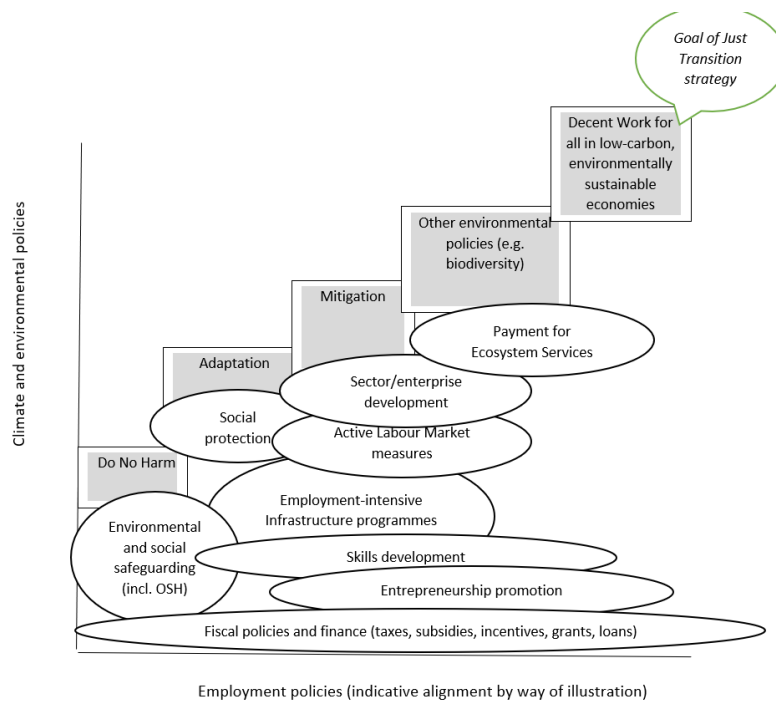 Goal of Just
Transition
strategy
Decent Work for
all in low-carbon,
environmentally
sustainable
economies
Other environmental
policies (e.g.
biodiversity)
Mitigation
Payment for
Ecosystem Services
Adaptation
Sector/enterprise
development
Social
protection
Active Labour Market
measures
Do No Harm
Employment-intensive
Infrastructure programmes
Environmental
and social
safeguarding
(incl. OSH)
Skills development
Entrepreneurship promotion
Fiscal policies and finance (taxes, subsidies, incentives, grants, loans)
Climate and environmental policies
Employment policies (indicative alignment by way of illustration)